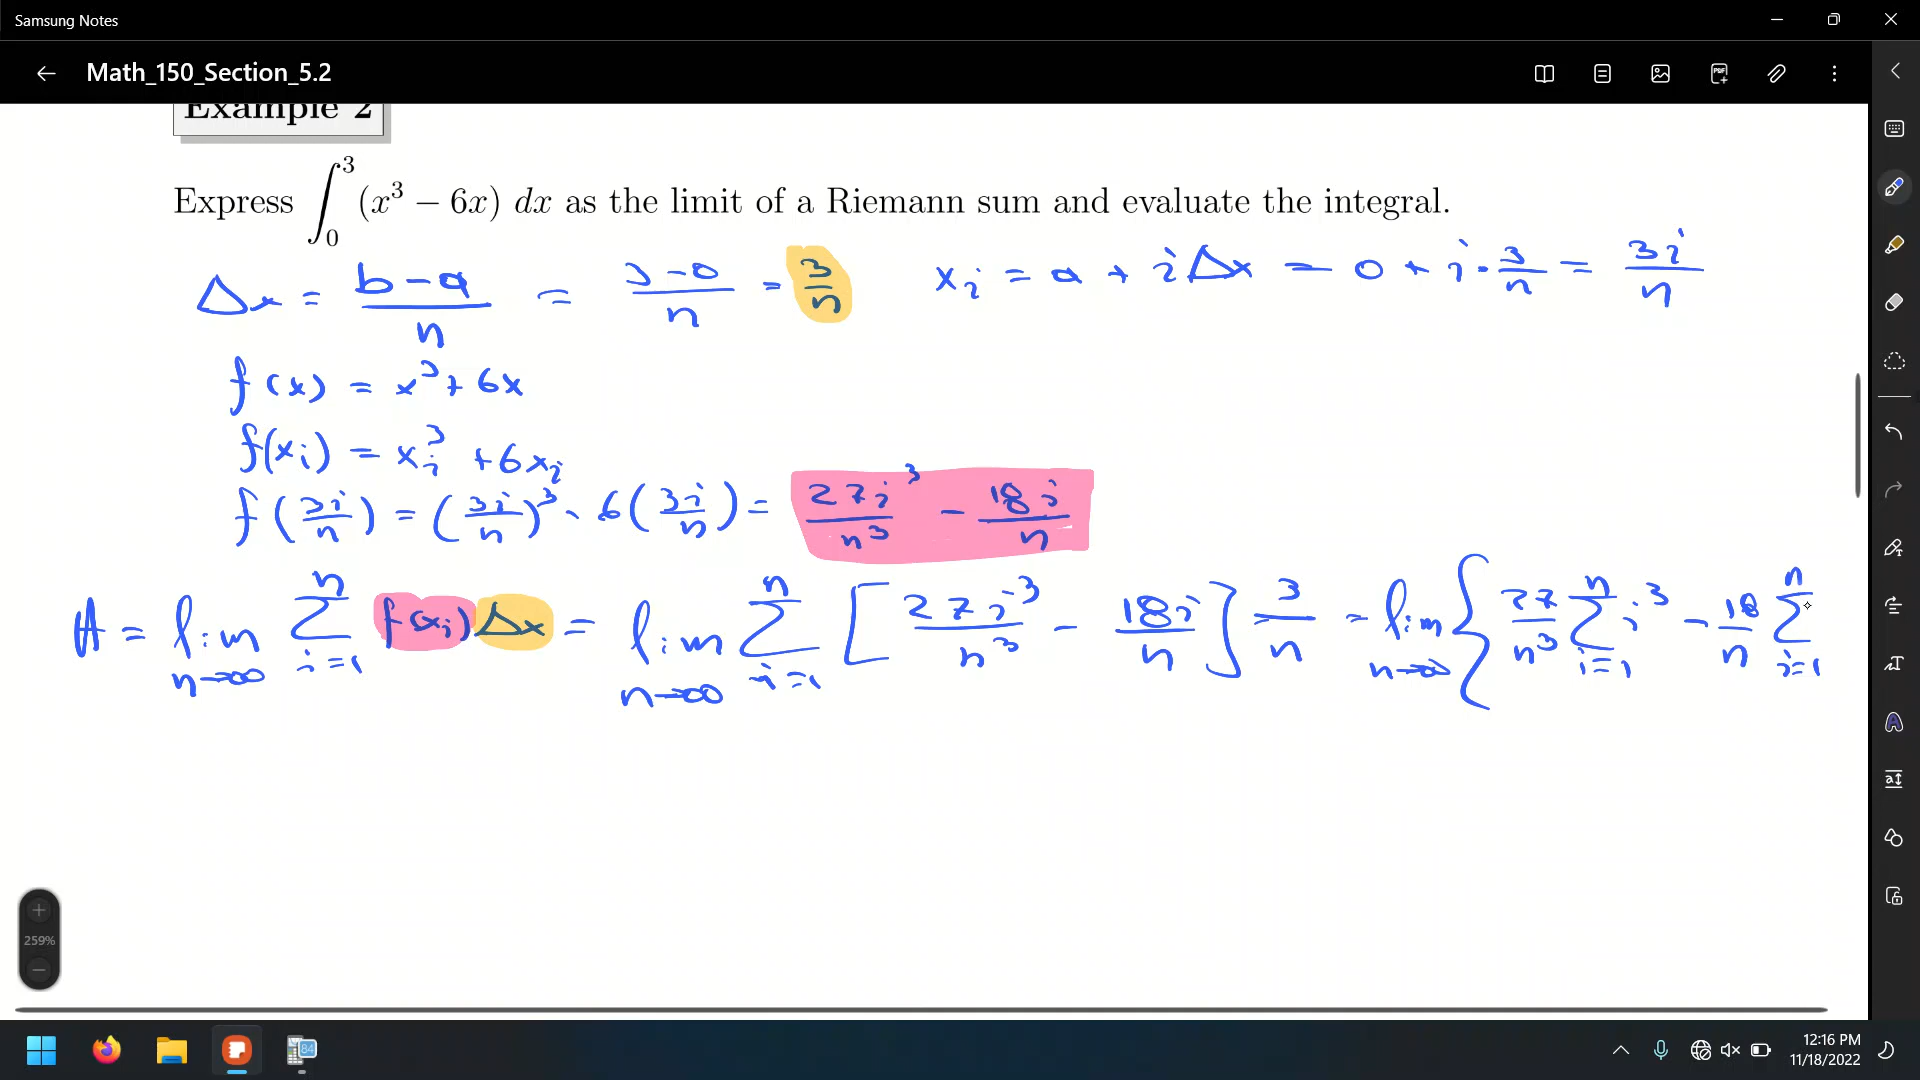 Samsung Notes
Math_150_Section_5.2
Example 2
Express ∫₀³ (x³ − 6x) dx as the limit of a Riemann sum and evaluate the integral.
Δx = (b−a)/n = (3−0)/n = 3/n    xᵢ = a + iΔx = 0 + i·3/n = 3i/n
f(x) = x³ + 6x
f(xᵢ) = xᵢ³ + 6xᵢ
f(3i/n) = (3i/n)³ - 6(3i/n) = 27i³/n³ − 18i/n
A = lim n→∞ Σ i=1 n f(xᵢ)Δx = lim n→∞ Σ i=1 n [27i³/n³ − 18i/n] 3/n = lim n→∞ { 27/n³ Σ i=1 n i³ − 18/n Σ i=1 n
259%
84
12:16 PM
11/18/2022